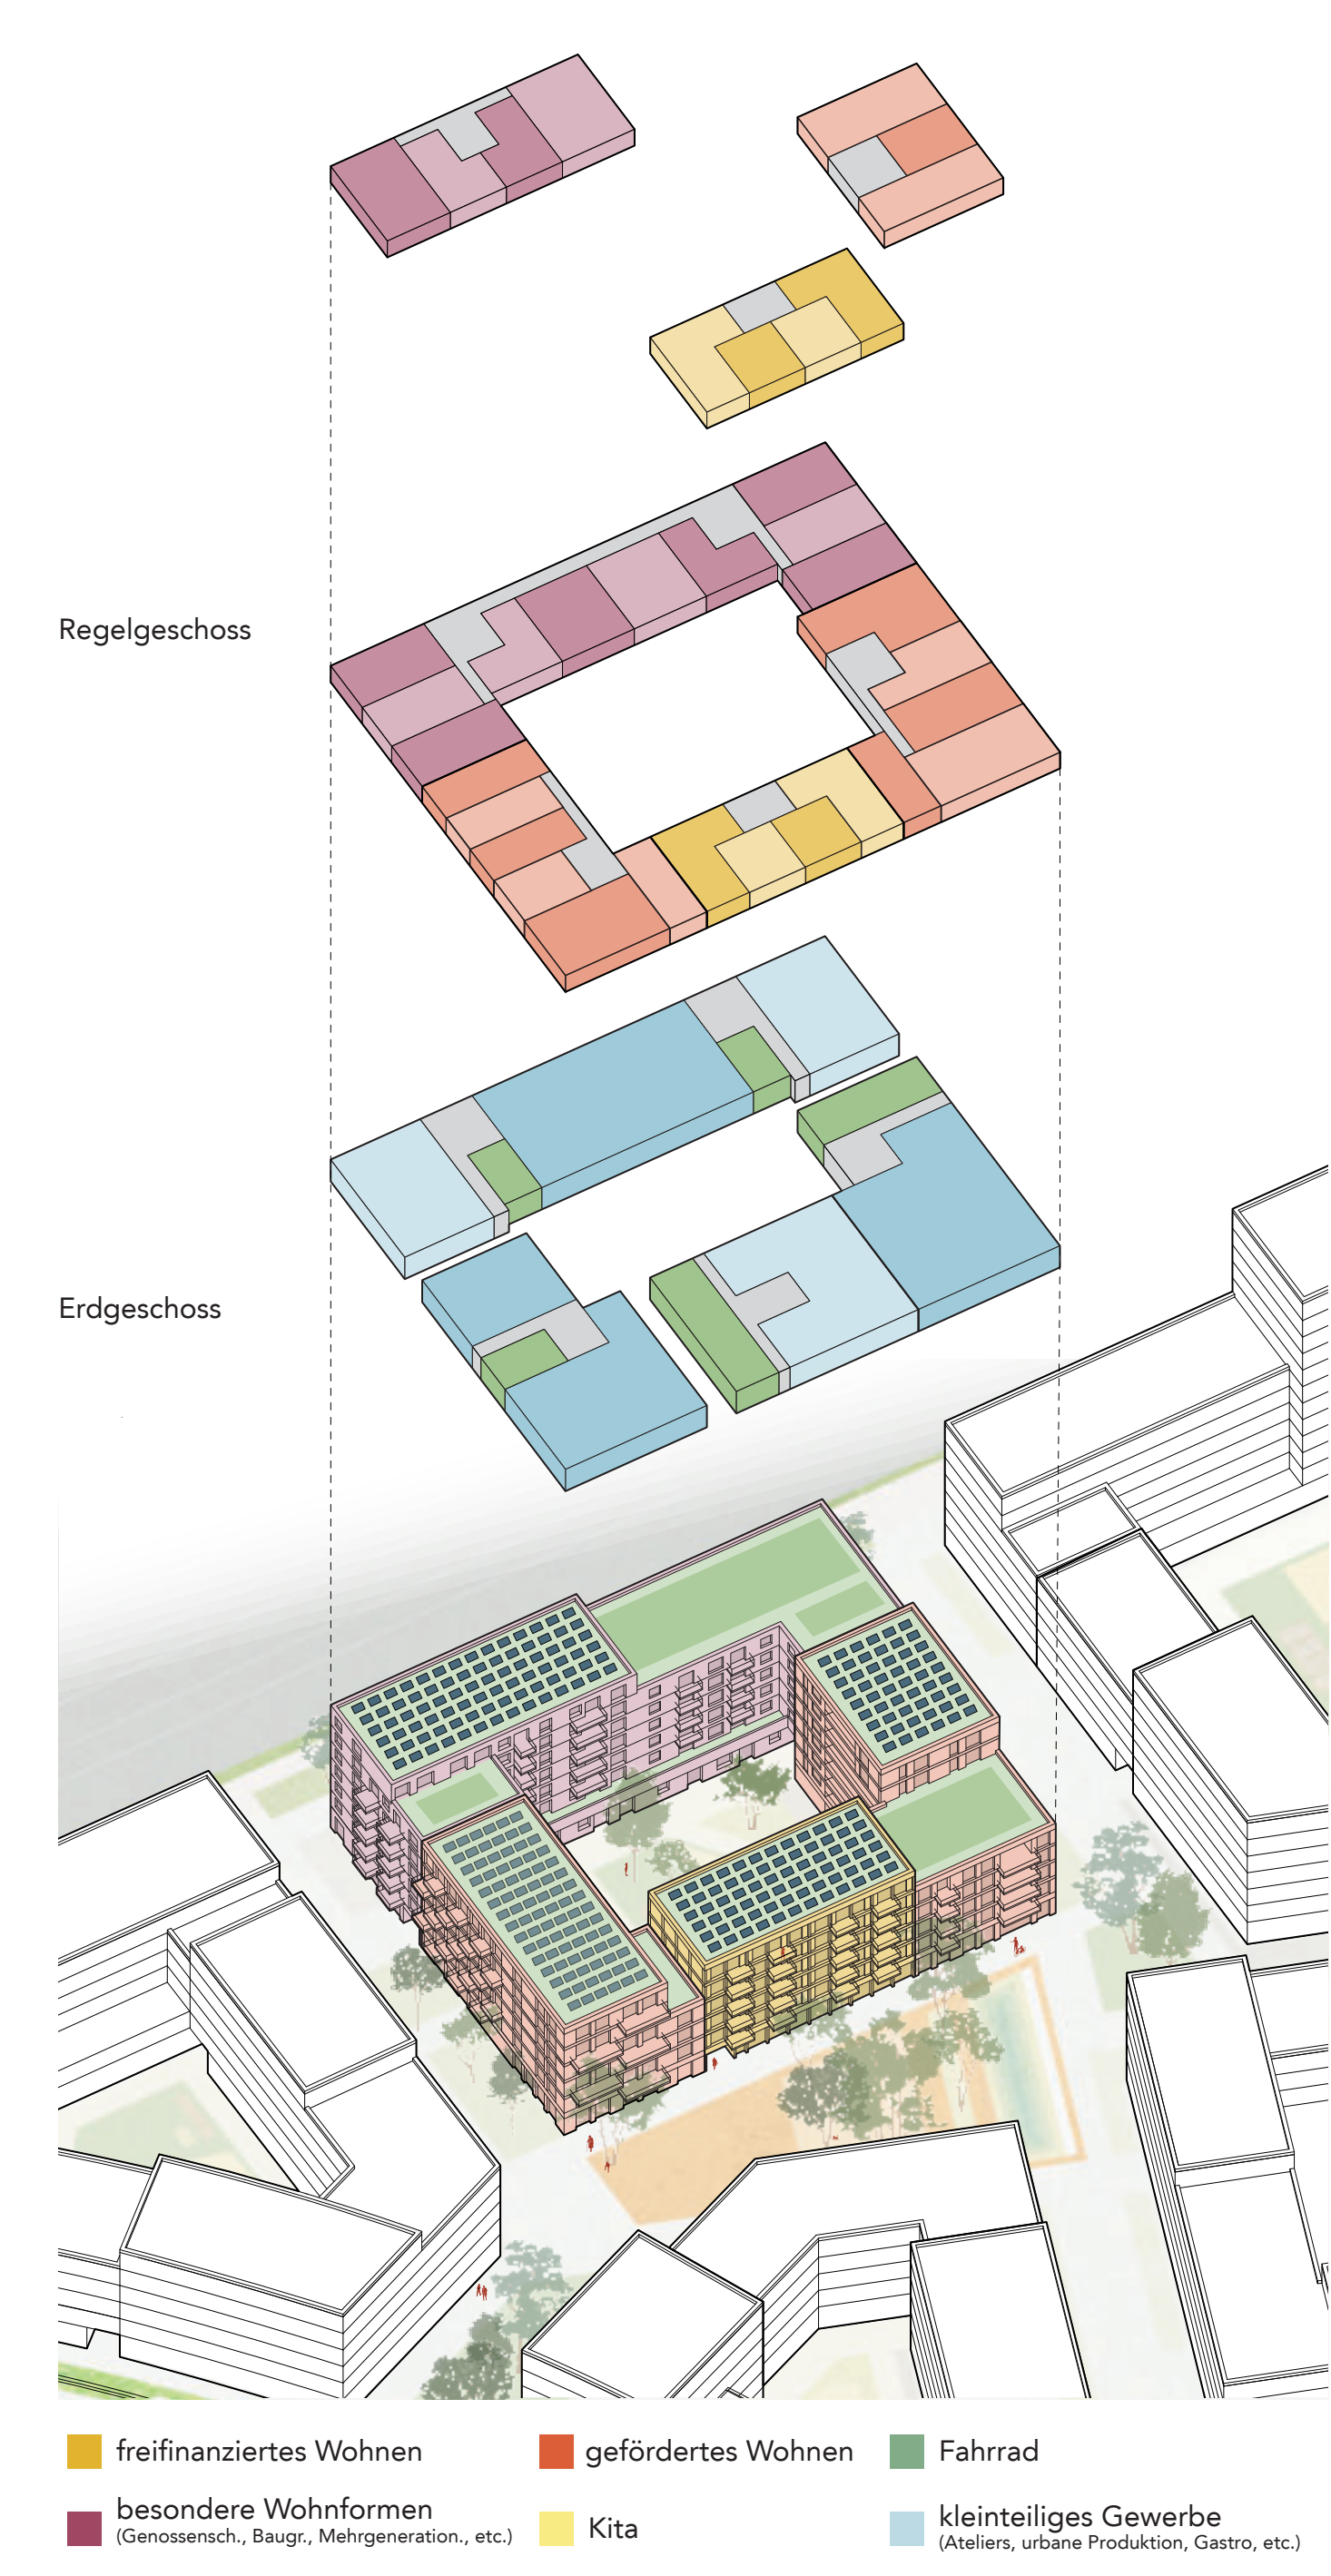 Regelgeschoss
Erdgeschoss
freifinanziertes Wohnen
gefördertes Wohnen
Fahrrad
besondere Wohnformen
(Genossensch., Baugr., Mehrgeneration., etc.)
Kita
kleinteiliges Gewerbe
(Ateliers, urbane Produktion, Gastro, etc.)